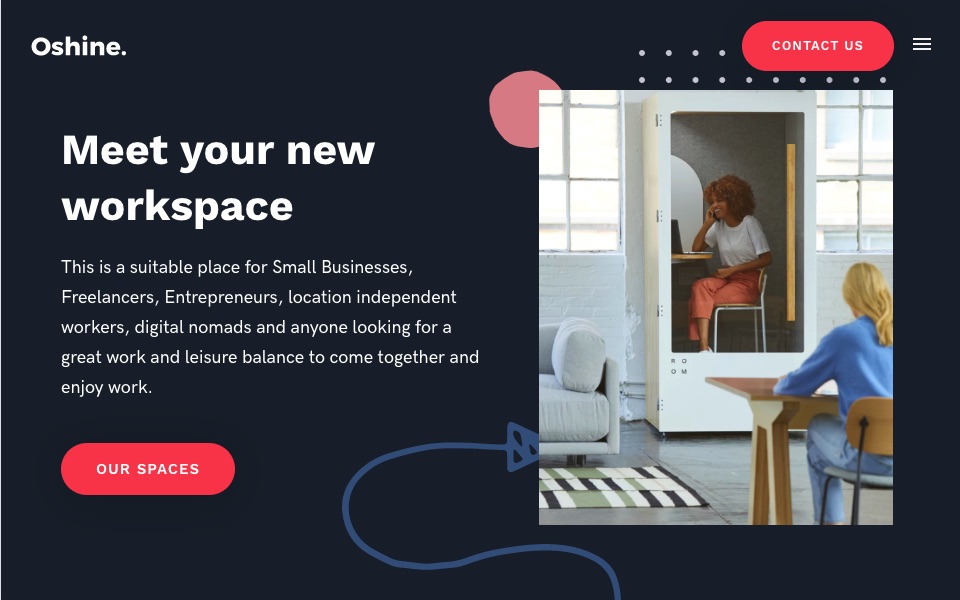 Oshine.
CONTACT US
Meet your new
workspace
This is a suitable place for Small Businesses,
Freelancers, Entrepreneurs, location independent
workers, digital nomads and anyone looking for a
great work and leisure balance to come together and
enjoy work.
OUR SPACES
R O
O M